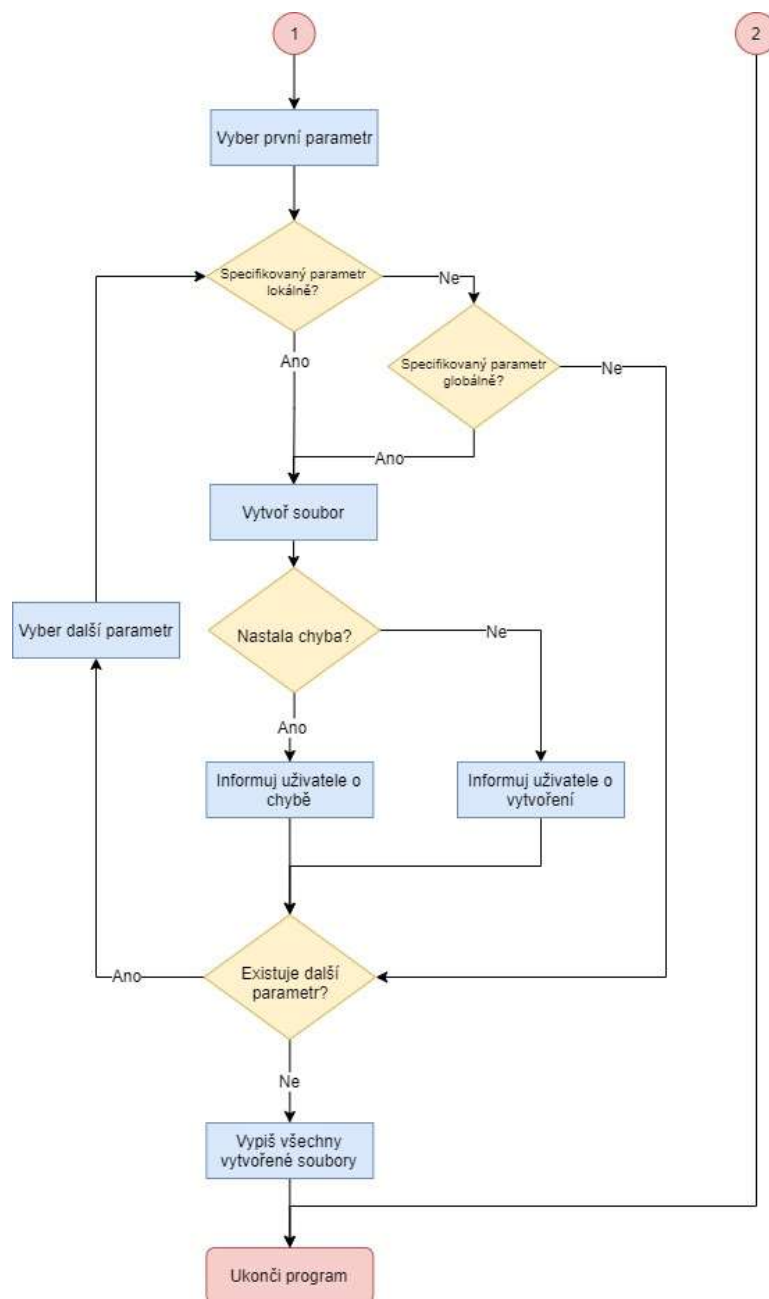 1
2
Vyber první parametr
Specifikovaný parametr
lokálně?
Ne
Ano
Specifikovaný parametr
globálně?
Ne
Ano
Vytvoř soubor
Vyber další parametr
Nastala chyba?
Ne
Ano
Informuj uživatele o
chybě
Informuj uživatele o
vytvoření
Existuje další
parametr?
Ano
Ne
Vypiš všechny
vytvořené soubory
Ukonči program